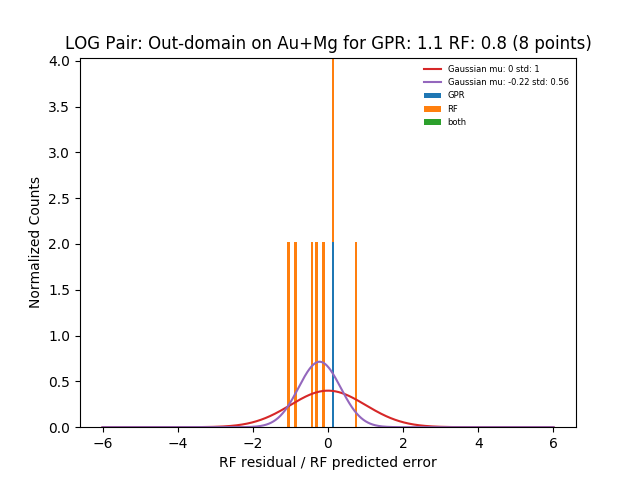 LOG Pair: Out-domain on Au+Mg for GPR: 1.1 RF: 0.8 (8 points)
Gaussian mu: 0 std: 1
Gaussian mu: -0.22 std: 0.56
GPR
RF
both
4.0
3.5
3.0
2.5
2.0
1.5
1.0
0.5
0.0
Normalized Counts
−6
−4
−2
0
2
4
6
RF residual / RF predicted error